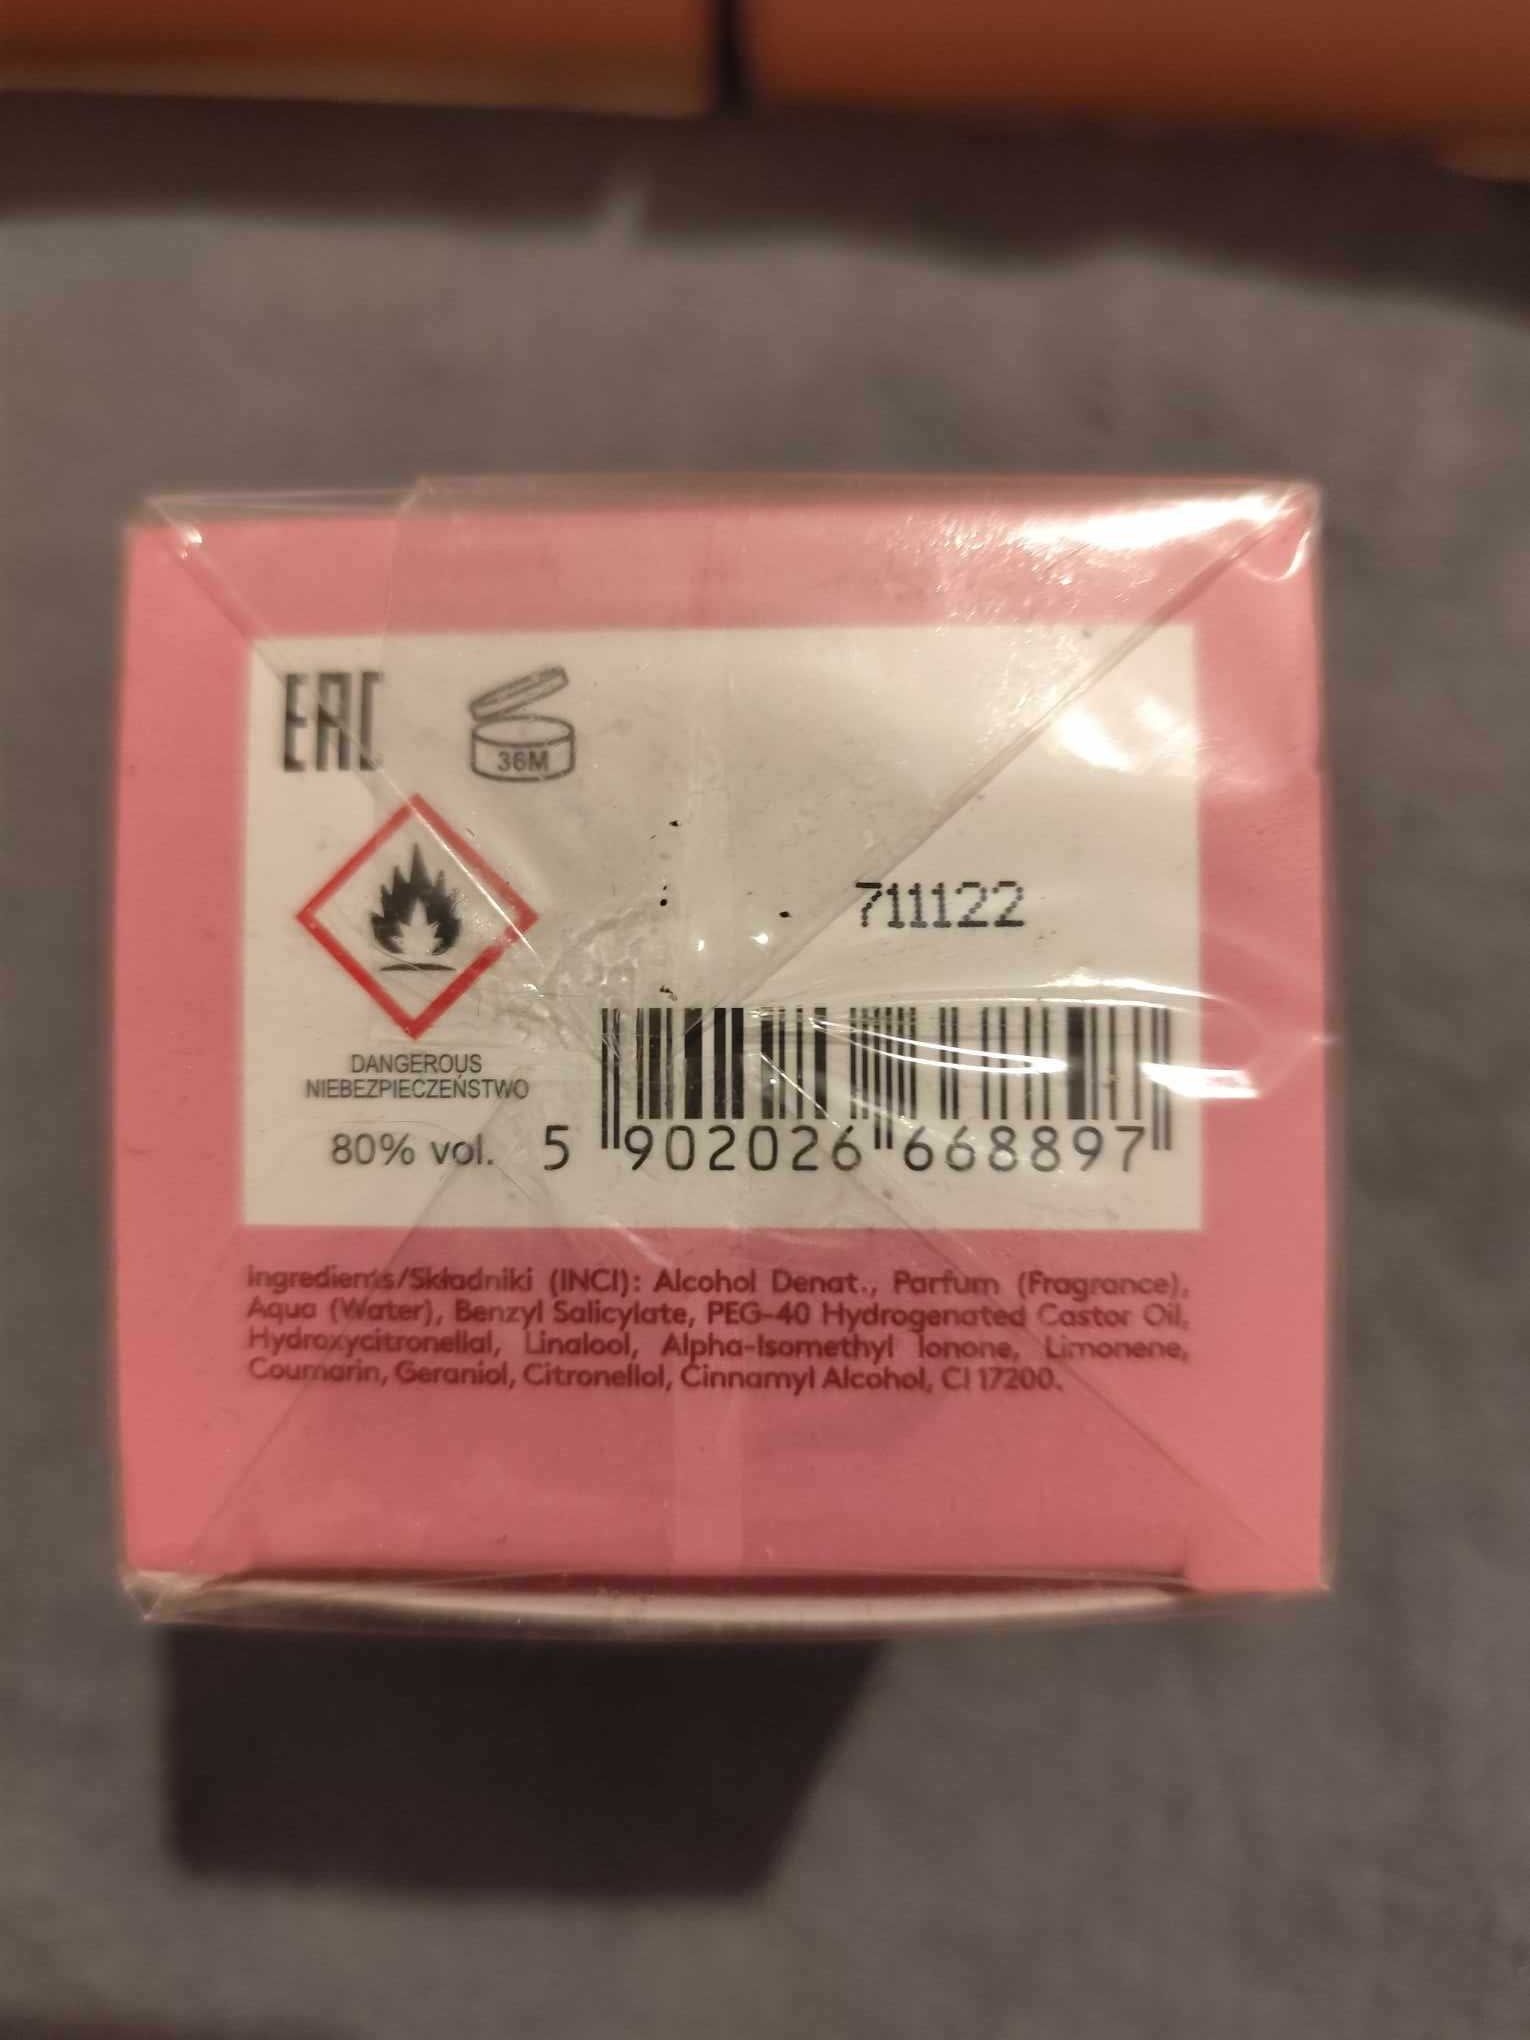 EAC
36M
711122
DANGEROUS
NIEBEZPIECZEŃSTWO
80% vol.
5 902026 668897
Ingredients/Składniki (INCI): Alcohol Denat., Parfum (Fragrance),
Aqua (Water), Benzyl Salicylate, PEG-40 Hydrogenated Castor Oil,
Hydroxycitronellal, Linalool, Alpha-Isomethyl Ionone, Limonene,
Coumarin, Geraniol, Citronellol, Cinnamyl Alcohol, CI 17200.